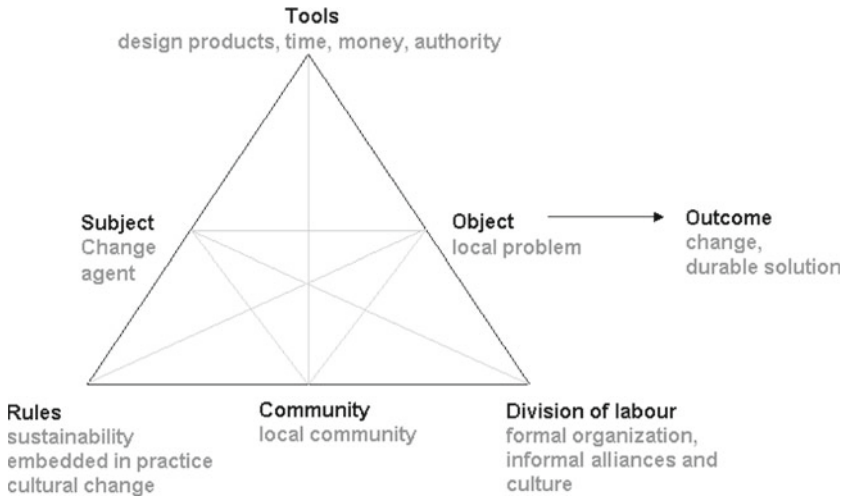 Tools
design products, time, money, authority
Subject
Change
agent
Object
local problem
Outcome
change,
durable solution
Rules
sustainability
embedded in practice
cultural change
Community
local community
Division of labour
formal organization,
informal alliances and
culture